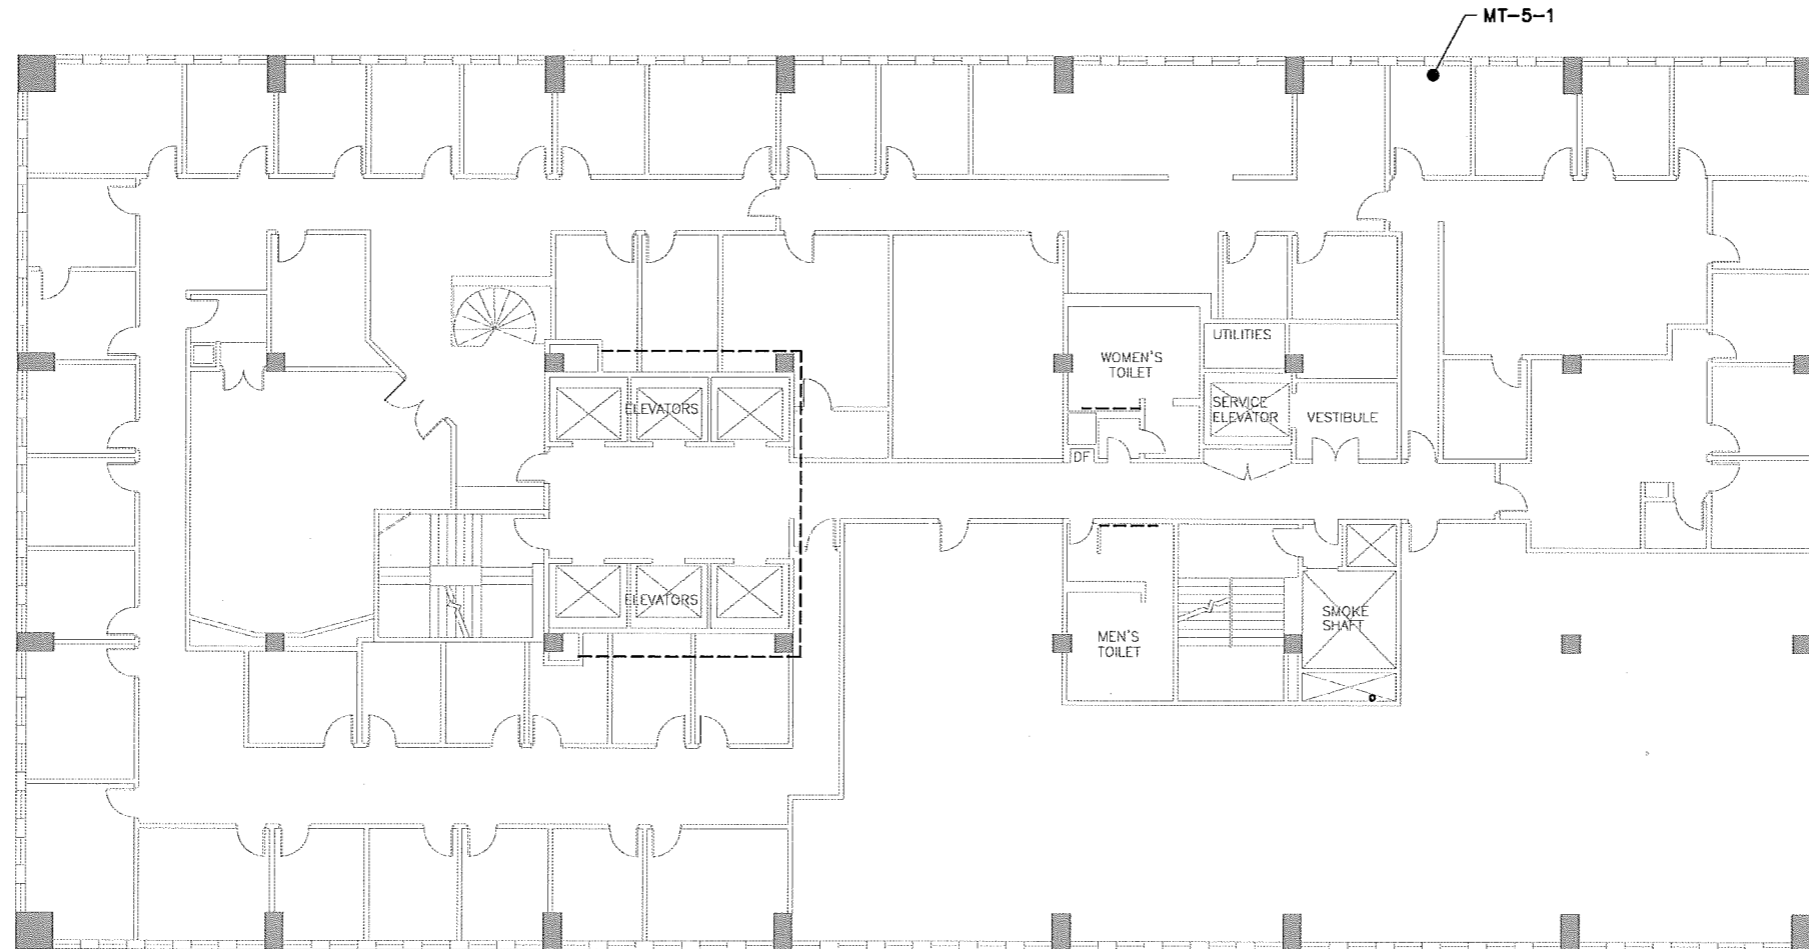 MT-5-1
UTILITIES
WOMEN'S
TOILET
ELEVATORS
SERVICE
ELEVATOR
VESTIBULE
DF
ELEVATORS
SMOKE
SHAFT
MEN'S
TOILET